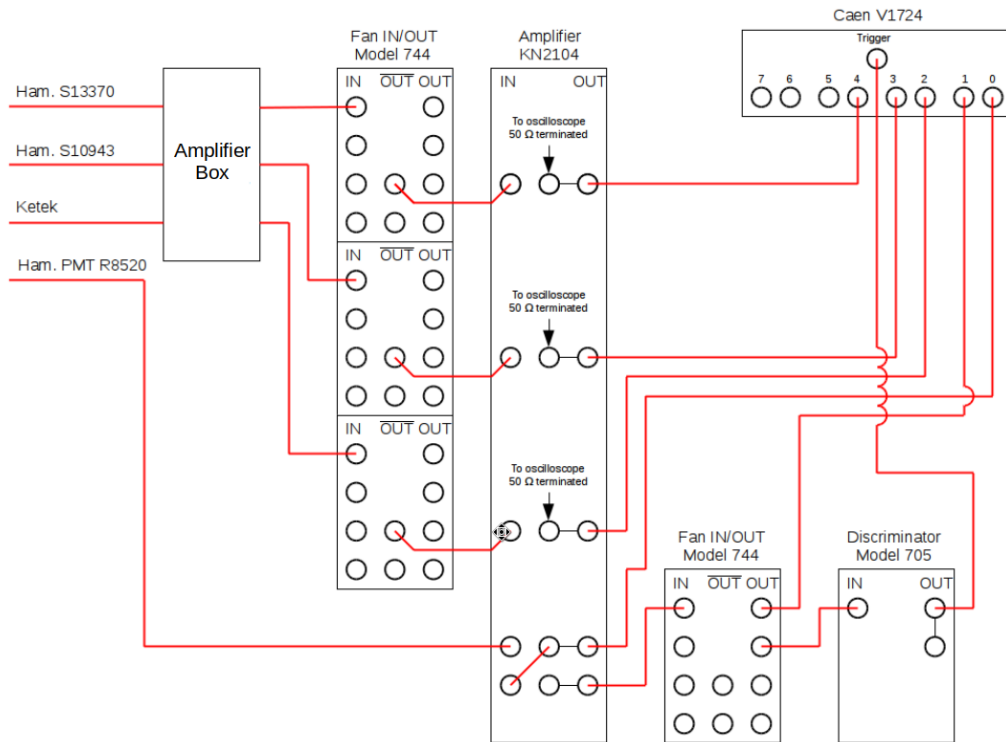 Caen V1724
Trigger
7 6 5 4 3 2 1 0
Fan IN/OUT
Model 744
Amplifier
KN2104
IN OUT OUT
IN OUT
Ham. S13370
Ham. S10943
Ketek
Ham. PMT R8520
Amplifier
Box
To oscilloscope
50 Ω terminated
IN OUT OUT
To oscilloscope
50 Ω terminated
IN OUT OUT
To oscilloscope
50 Ω terminated
Fan IN/OUT
Model 744
IN OUT OUT
Discriminator
Model 705
IN OUT